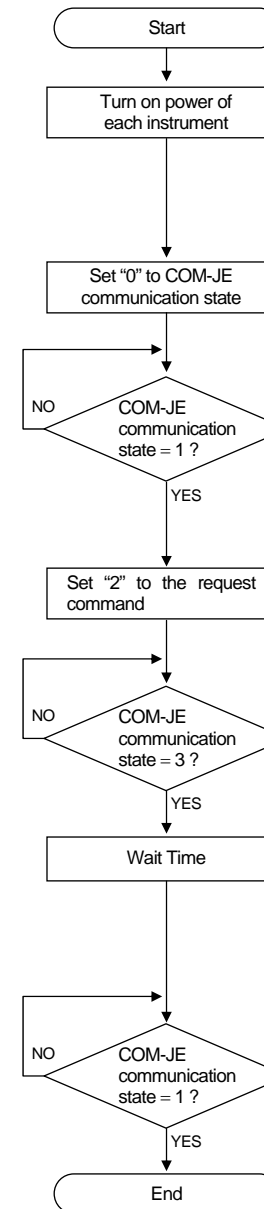 Start
Turn on power of
each instrument
Set “0” to COM-JE
communication state
NO
COM-JE
communication
state = 1 ?
YES
Set “2” to the request
command
NO
COM-JE
communication
state = 3 ?
YES
Wait Time
NO
COM-JE
communication
state = 1 ?
YES
End